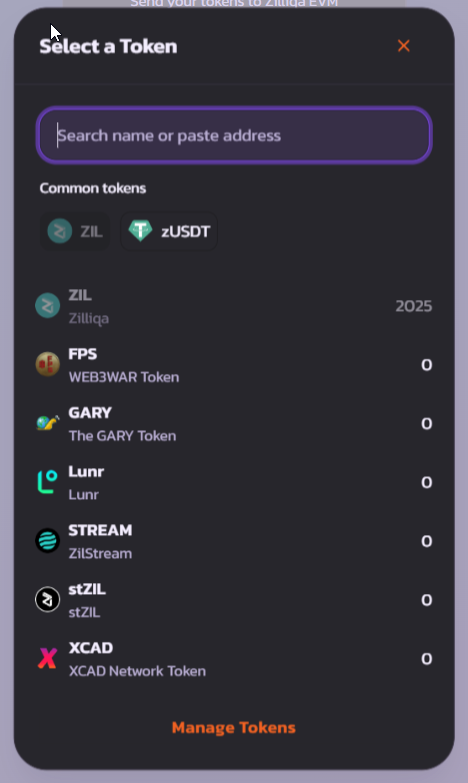 Send your tokens to Zilliqa EVM
Select a Token
Search name or paste address
Common tokens
ZIL
zUSDT
ZIL
Zilliqa
2025
FPS
WEB3WAR Token
0
GARY
The GARY Token
0
Lunr
Lunr
0
STREAM
ZilStream
0
stZIL
stZIL
0
XCAD
XCAD Network Token
0
Manage Tokens